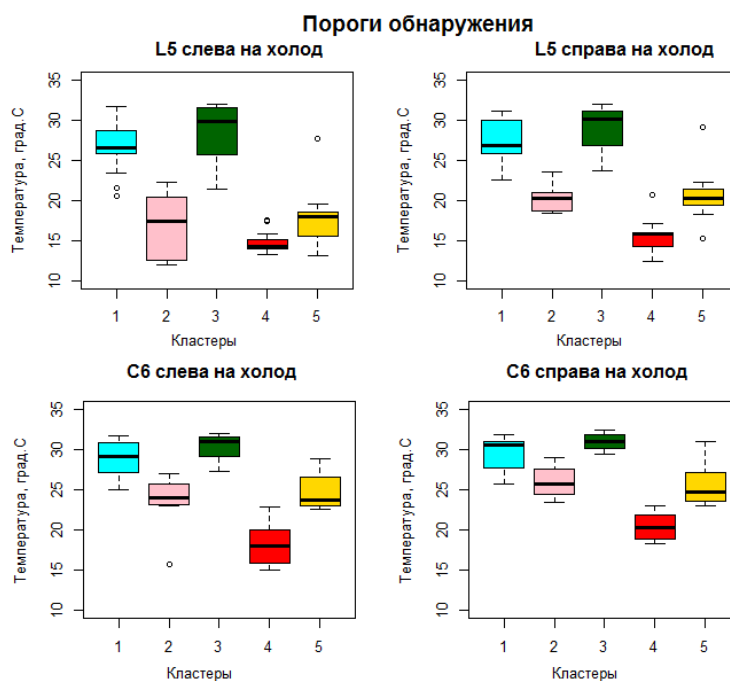 Пороги обнаружения
L5 слева на холод
Температура, град. С
35
30
25
20
15
10
1 2 3 4 5
Кластеры
L5 справа на холод
Температура, град. С
35
30
25
20
15
10
1 2 3 4 5
Кластеры
C6 слева на холод
Температура, град. С
35
30
25
20
15
10
1 2 3 4 5
Кластеры
C6 справа на холод
Температура, град. С
35
30
25
20
15
10
1 2 3 4 5
Кластеры